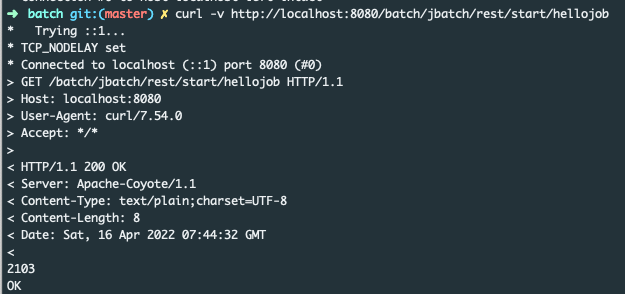 ➜ batch git:(master) ✗ curl -v http://localhost:8080/batch/jbatch/rest/start/hellojob
* Trying ::1...
* TCP_NODELAY set
* Connected to localhost (::1) port 8080 (#0)
> GET /batch/jbatch/rest/start/hellojob HTTP/1.1
> Host: localhost:8080
> User-Agent: curl/7.54.0
> Accept: */*
>
< HTTP/1.1 200 OK
< Server: Apache-Coyote/1.1
< Content-Type: text/plain;charset=UTF-8
< Content-Length: 8
< Date: Sat, 16 Apr 2022 07:44:32 GMT
<
2103
OK